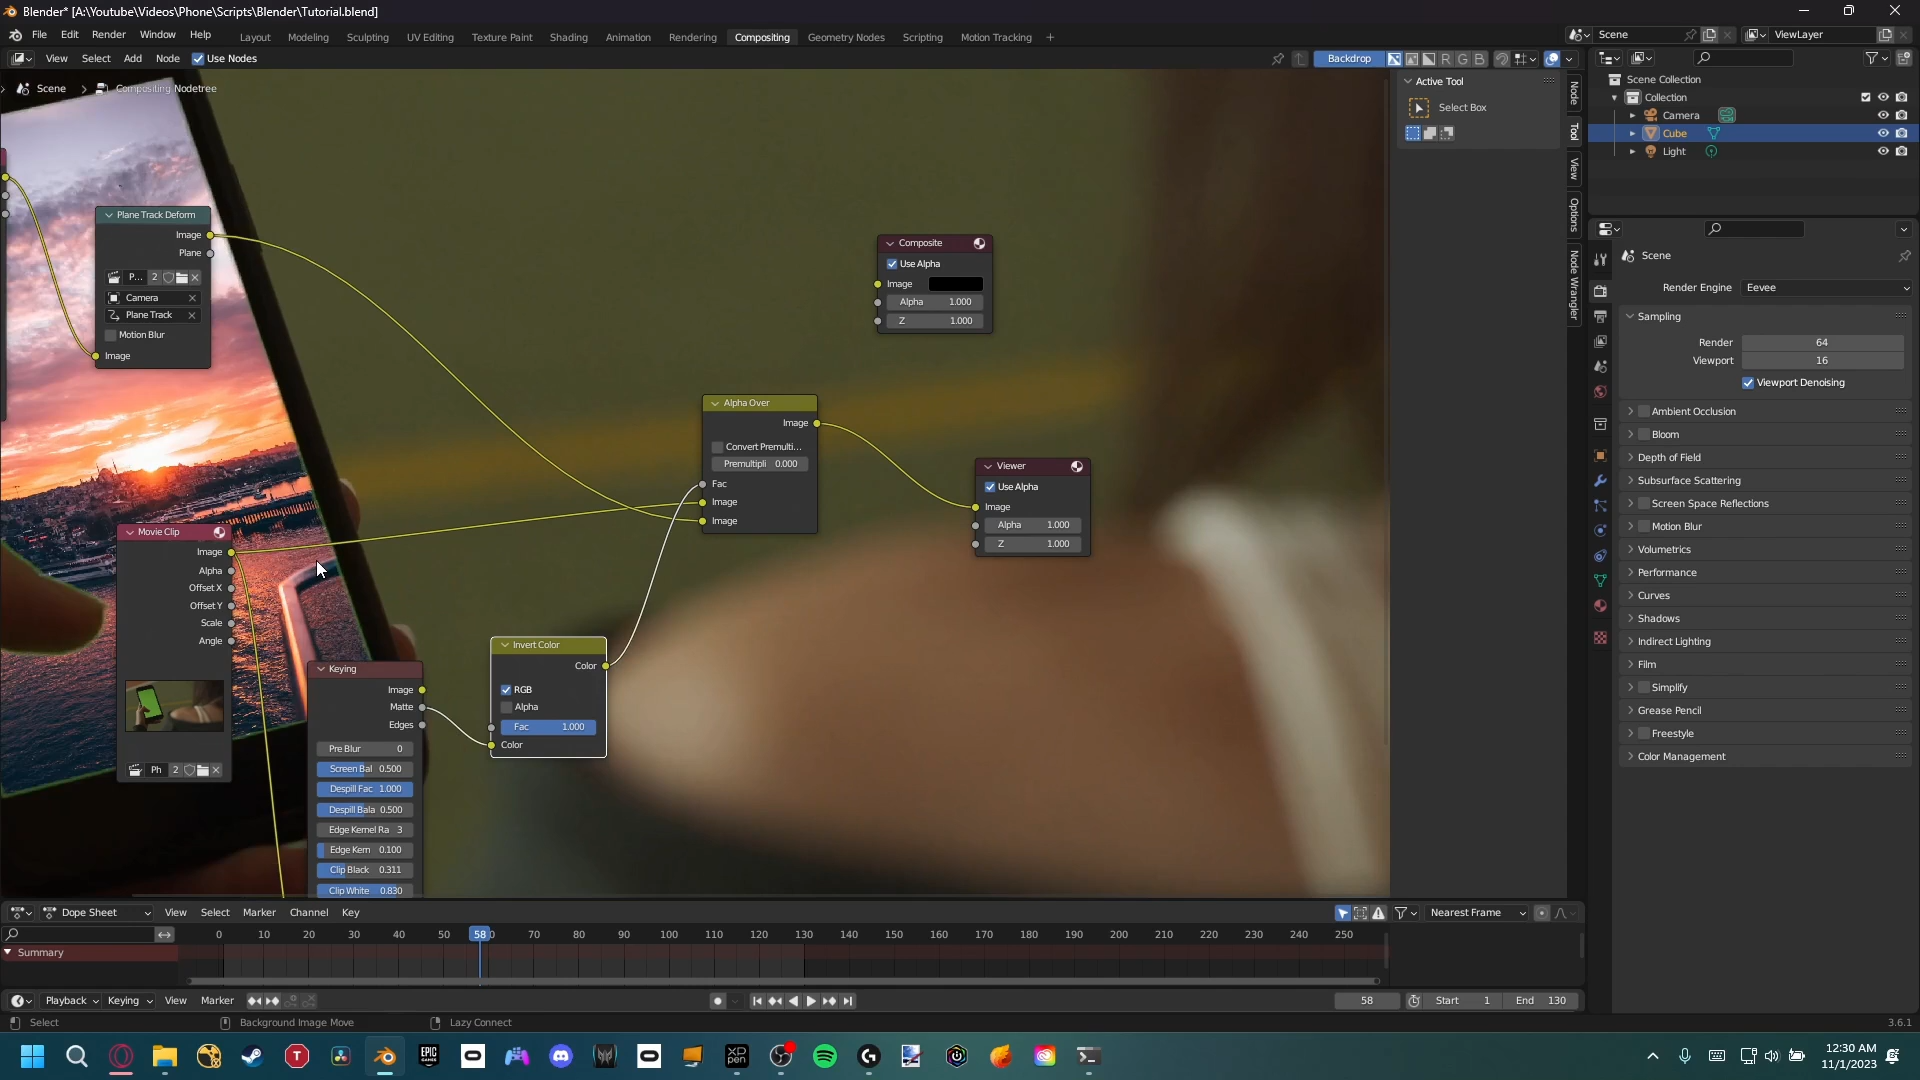 Blender* [A:\Youtube\Videos\Phone\Scripts\Blender\Tutorial.blend]
File Edit Render Window Help Layout Modeling Sculpting UV Editing Texture Paint Shading Animation Rendering Compositing Geometry Nodes Scripting Motion Tracking + Scene ViewLayer
View Select Add Node Use Nodes Backdrop R G B
Scene > Compositing Nodetree
Active Tool
Select Box
Node
Tool
View
Options
Node Wrangler
Scene Collection
Collection
Camera
Cube
Light
Scene
Render Engine Eevee
Sampling
Render 64
Viewport 16
Viewport Denoising
Ambient Occlusion
Bloom
Depth of Field
Subsurface Scattering
Screen Space Reflections
Motion Blur
Volumetrics
Performance
Curves
Shadows
Indirect Lighting
Film
Simplify
Grease Pencil
Freestyle
Color Management
Plane Track Deform
Image
Plane
P... 2
Camera
Plane Track
Motion Blur
Image
Composite
Use Alpha
Image
Alpha 1.000
Z 1.000
Alpha Over
Image
Convert Premulti...
Premultipli 0.000
Fac
Image
Image
Viewer
Use Alpha
Image
Alpha 1.000
Z 1.000
Movie Clip
Image
Alpha
Offset X
Offset Y
Scale
Angle
Ph 2
Keying
Image
Matte
Edges
Pre Blur 0
Screen Bal 0.500
Despill Fac 1.000
Despill Bala 0.500
Edge Kernel Ra 3
Edge Kern 0.100
Clip Black 0.311
Clip White 0.830
Invert Color
Color
RGB
Alpha
Fac 1.000
Color
Dope Sheet View Select Marker Channel Key Nearest Frame
0 10 20 30 40 50 58 70 80 90 100 110 120 130 140 150 160 170 180 190 200 210 220 230 240 250
Summary
Playback Keying View Marker 58 Start 1 End 130
Select Background Image Move Lazy Connect 3.6.1
12:30 AM
11/1/2023